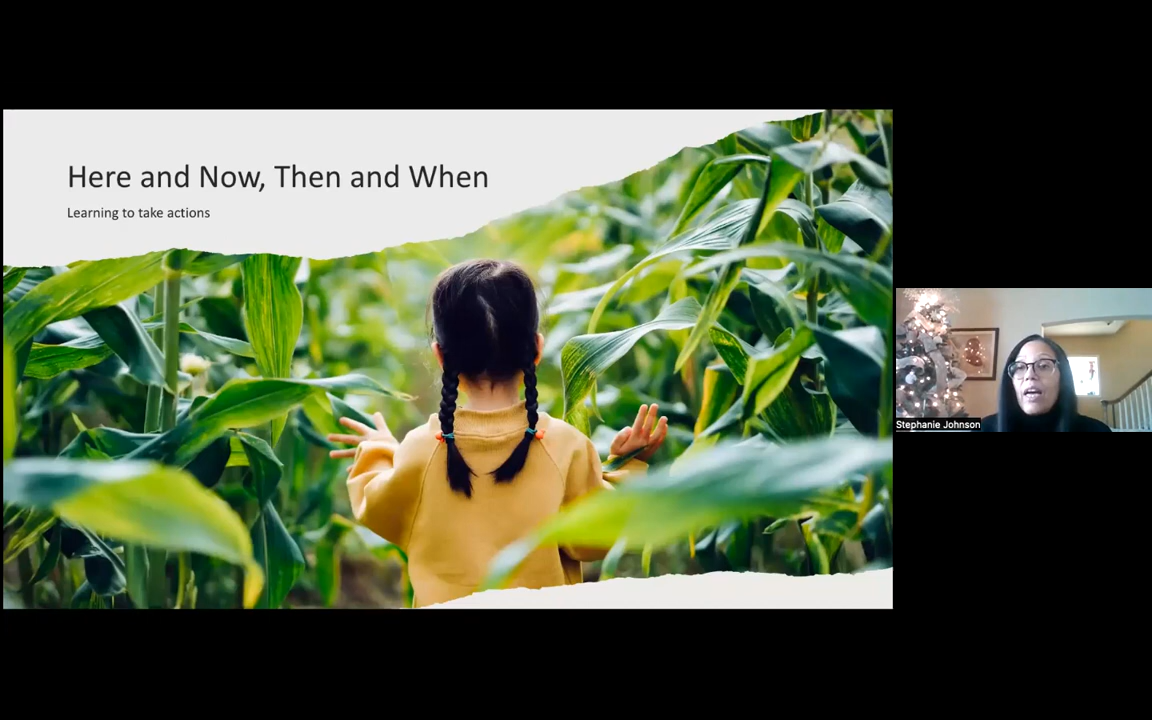 Here and Now, Then and When
Learning to take actions
Stephanie Johnson